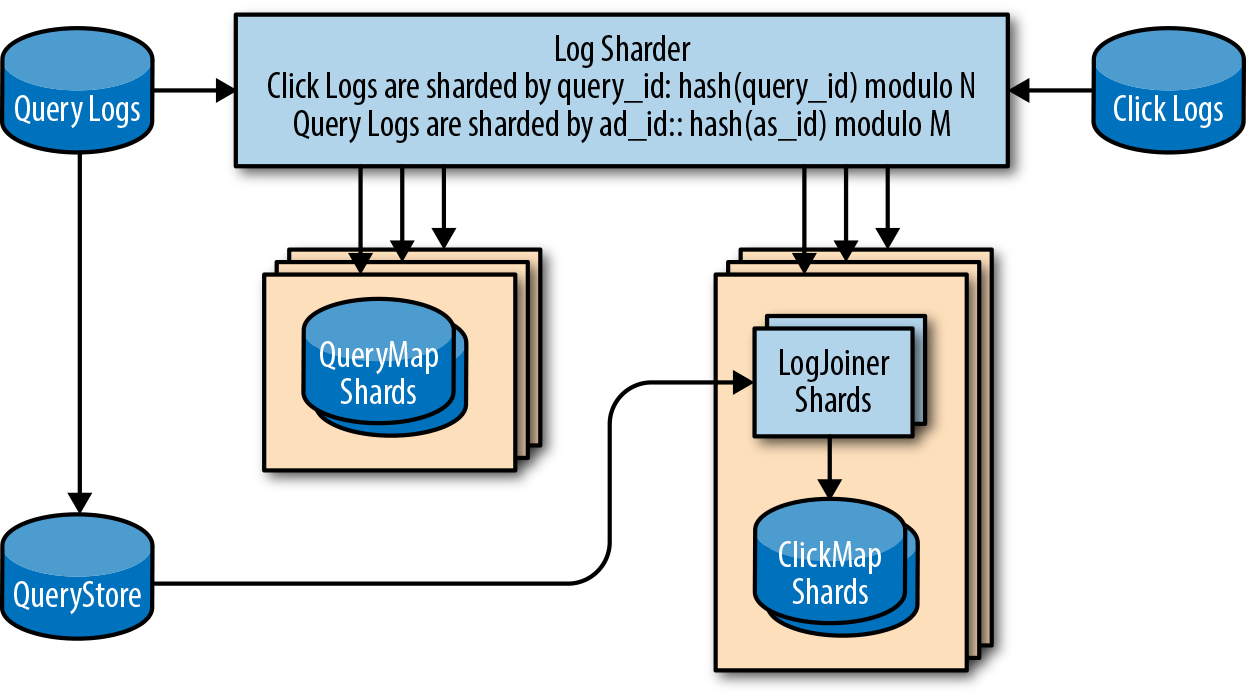 Log Sharder
Click Logs are sharded by query_id: hash(query_id) modulo N
Query Logs are sharded by ad_id:: hash(as_id) modulo M
Query Logs
Click Logs
QueryMap
Shards
LogJoiner
Shards
ClickMap
Shards
QueryStore